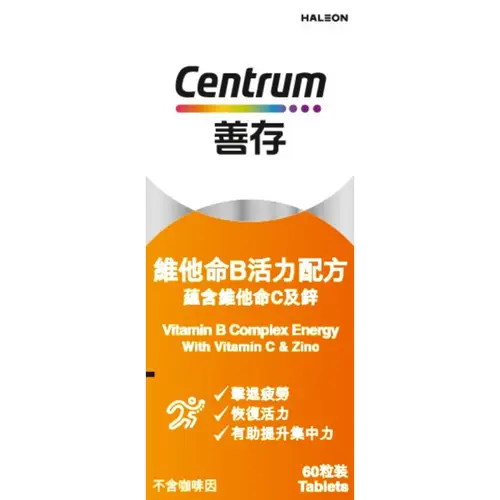 HALEON
Centrum
善存
維他命B活力配方
蘊含維他命C及鋅
Vitamin B Complex Energy
With Vitamin C & Zinc
擊退疲勞
恢復活力
有助提升集中力
不含咖啡因
60粒裝
Tablets